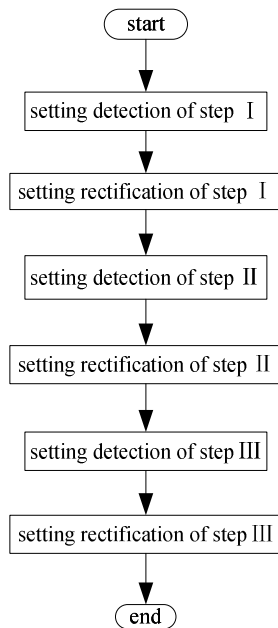 start
setting detection of step Ⅰ
setting rectification of step Ⅰ
setting detection of step Ⅱ
setting rectification of step Ⅱ
setting detection of step Ⅲ
setting rectification of step Ⅲ
end